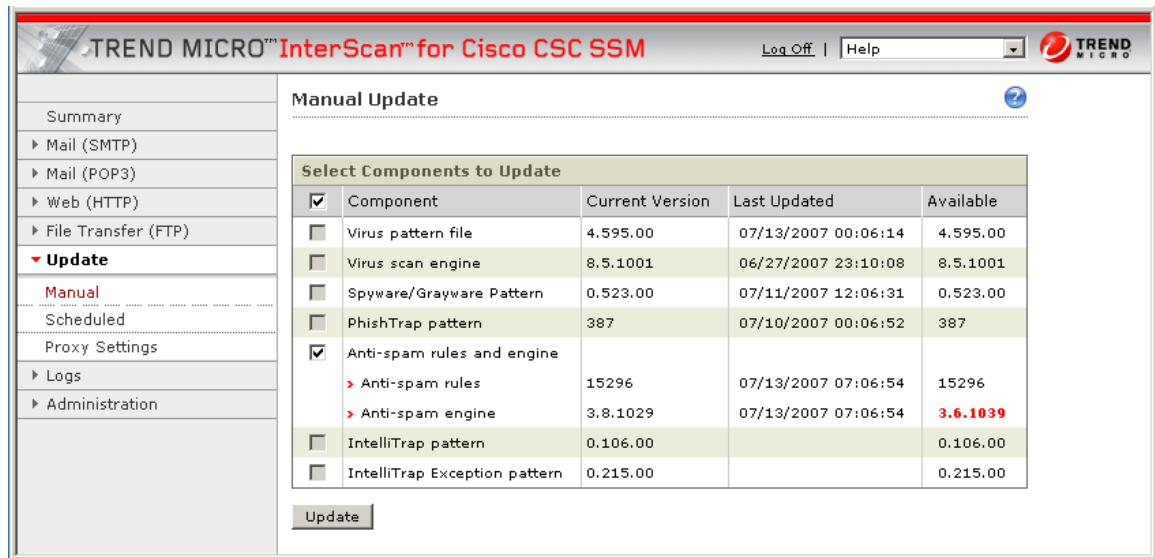 TREND MICRO™ InterScan™ for Cisco CSC SSM
Log Off | Help
TREND MICRO
Summary
Mail (SMTP)
Mail (POP3)
Web (HTTP)
File Transfer (FTP)
Update
Manual
Scheduled
Proxy Settings
Logs
Administration
Manual Update
?
Select Components to Update
Component Current Version Last Updated Available
Virus pattern file 4.595.00 07/13/2007 00:06:14 4.595.00
Virus scan engine 8.5.1001 06/27/2007 23:10:08 8.5.1001
Spyware/Grayware Pattern 0.523.00 07/11/2007 12:06:31 0.523.00
PhishTrap pattern 387 07/10/2007 00:06:52 387
Anti-spam rules and engine
Anti-spam rules 15296 07/13/2007 07:06:54 15296
Anti-spam engine 3.8.1029 07/13/2007 07:06:54 3.6.1039
IntelliTrap pattern 0.106.00 0.106.00
IntelliTrap Exception pattern 0.215.00 0.215.00
Update